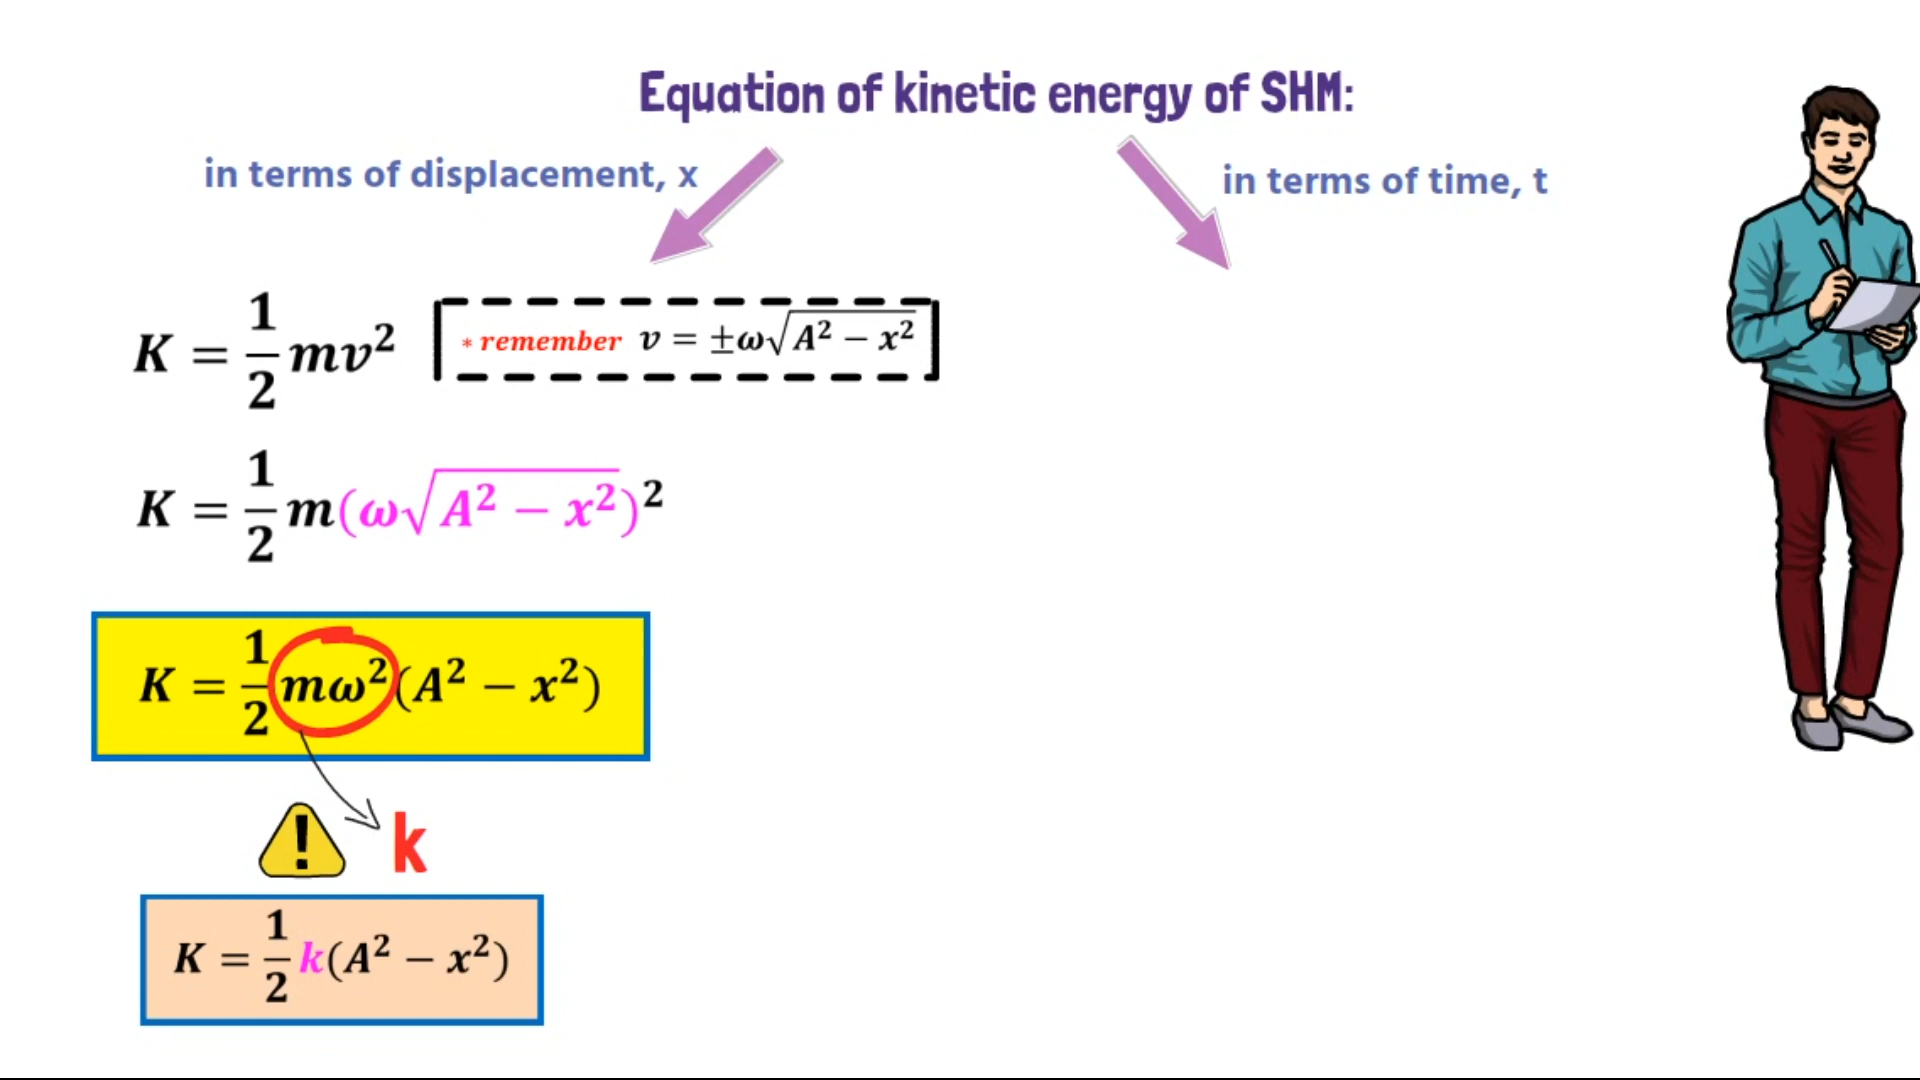 Equation of kinetic energy of SHM:
in terms of displacement, x
in terms of time, t
K = 1/2 mv²
* remember v = ±ω√(A² − x²)
K = 1/2 m(ω√(A² − x²))²
K = 1/2 mω²(A² − x²)
!
k
K = 1/2 k(A² − x²)